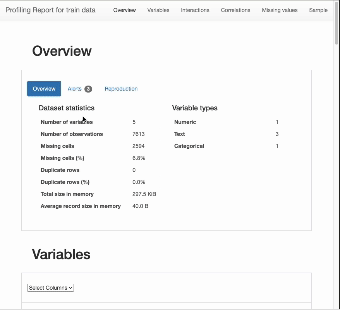 Profiling Report for train data Overview Variables Interactions Correlations Missing values Sample
Overview
Overview Alerts 3 Reproduction
Dataset statistics Variable types
Number of variables 5 Numeric 1
Number of observations 7613 Text 3
Missing cells 2594 Categorical 1
Missing cells (%) 6.8%
Duplicate rows 0
Duplicate rows (%) 0.0%
Total size in memory 297.5 KiB
Average record size in memory 40.0 B
Variables
Select Columns